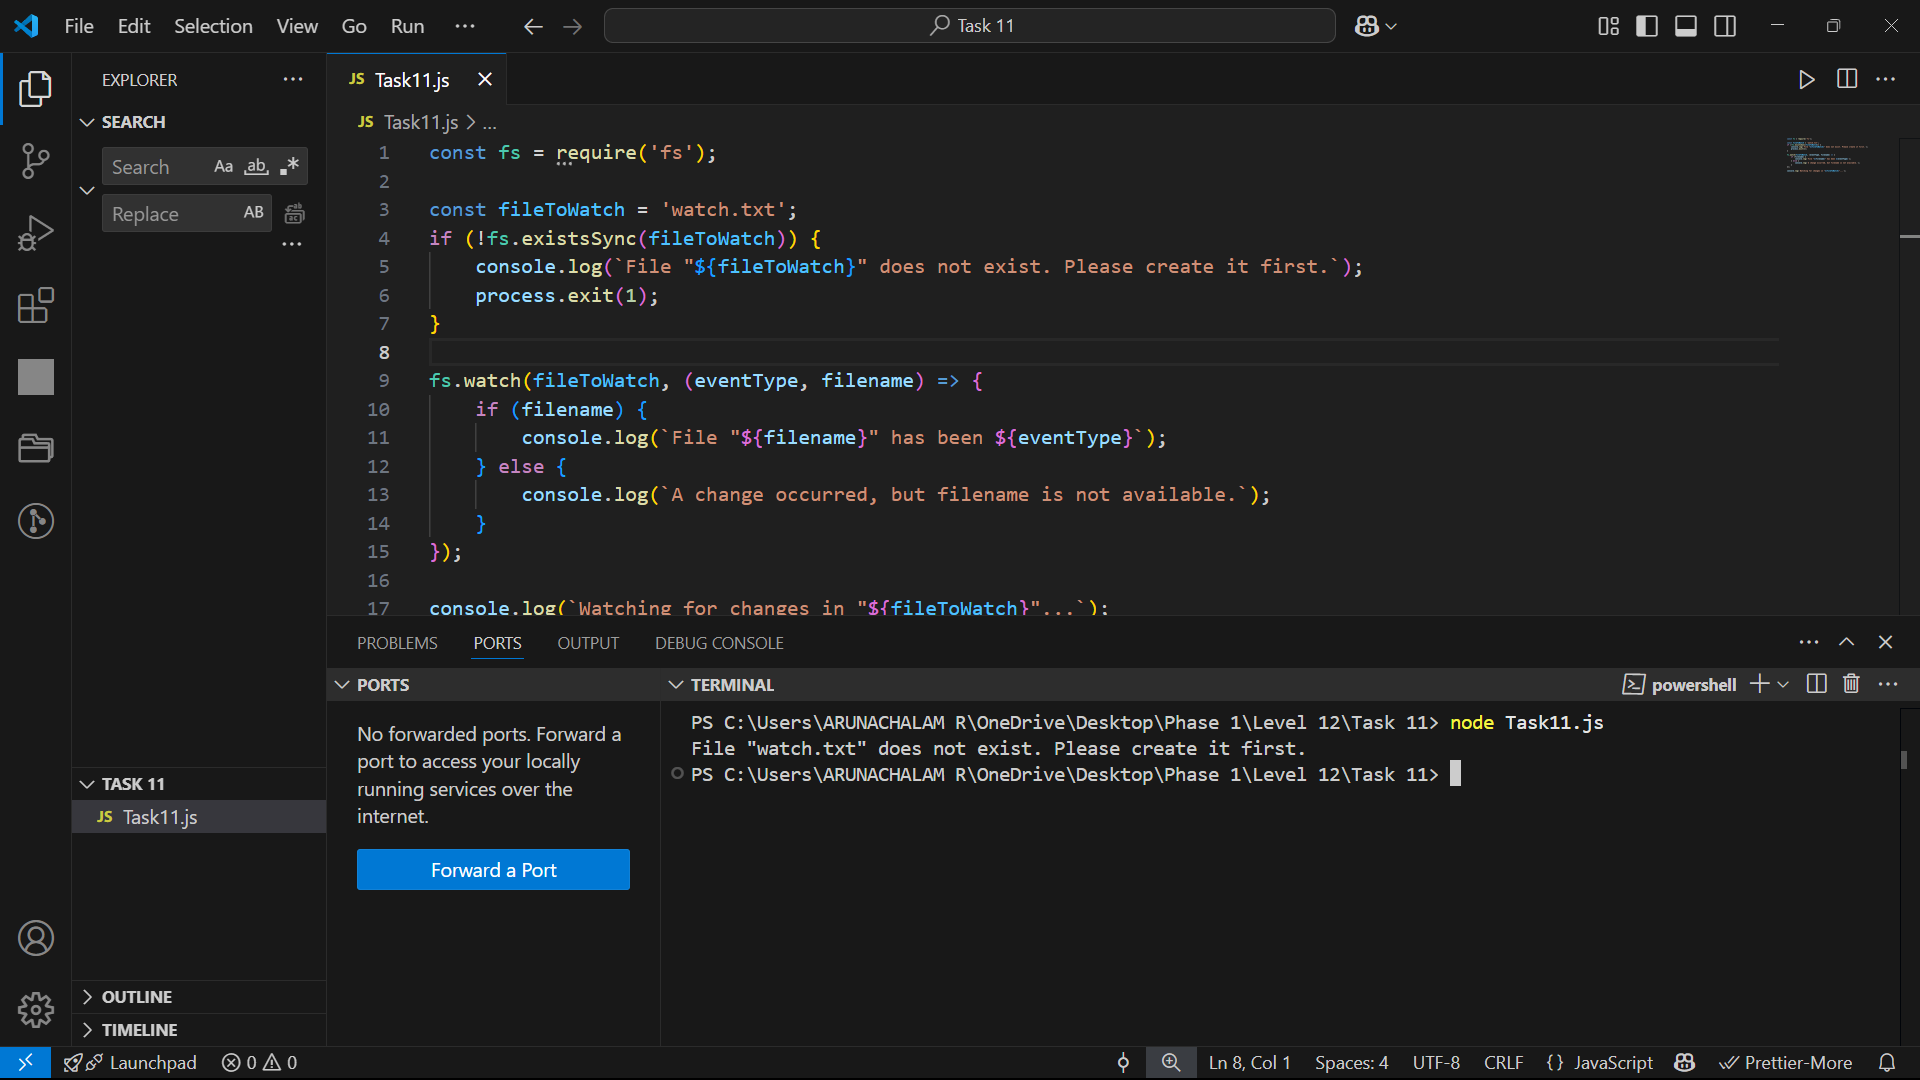 File Edit Selection View Go Run ···
Task 11
EXPLORER ···
SEARCH
Search Aa ab .*
Replace AB
···
TASK 11
JS Task11.js
OUTLINE
TIMELINE
JS Task11.js
JS Task11.js > ...
1 const fs = require('fs');
2
3 const fileToWatch = 'watch.txt';
4 if (!fs.existsSync(fileToWatch)) {
5 console.log(`File "${fileToWatch}" does not exist. Please create it first.`);
6 process.exit(1);
7 }
8
9 fs.watch(fileToWatch, (eventType, filename) => {
10 if (filename) {
11 console.log(`File "${filename}" has been ${eventType}`);
12 } else {
13 console.log(`A change occurred, but filename is not available.`);
14 }
15 });
16
17 console.log(`Watching for changes in "${fileToWatch}"...`);
PROBLEMS PORTS OUTPUT DEBUG CONSOLE
PORTS
No forwarded ports. Forward a
port to access your locally
running services over the
internet.
Forward a Port
TERMINAL
powershell
PS C:\Users\ARUNACHALAM R\OneDrive\Desktop\Phase 1\Level 12\Task 11> node Task11.js
File "watch.txt" does not exist. Please create it first.
PS C:\Users\ARUNACHALAM R\OneDrive\Desktop\Phase 1\Level 12\Task 11>
Launchpad 0 0 Ln 8, Col 1 Spaces: 4 UTF-8 CRLF {} JavaScript Prettier-More